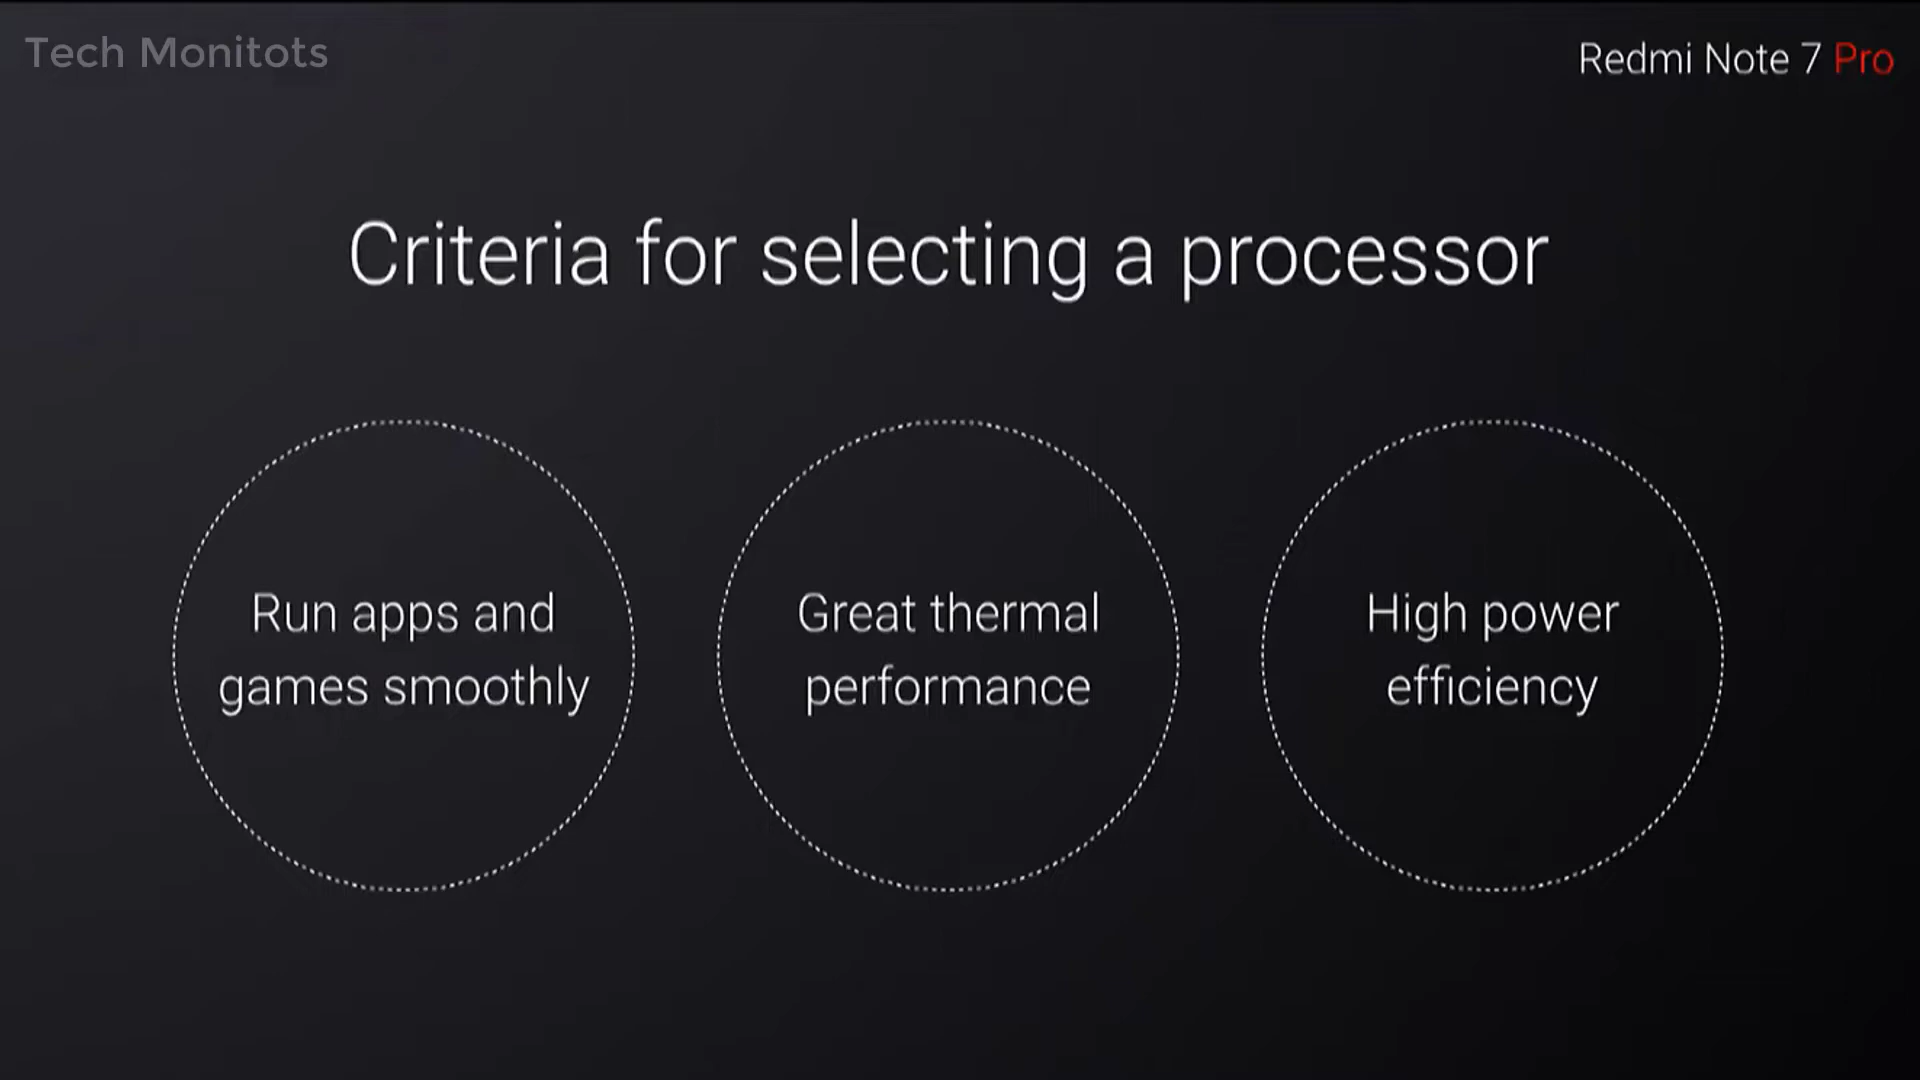 Tech Monitots
Redmi Note 7 Pro
Criteria for selecting a processor
Run apps and
games smoothly
Great thermal
performance
High power
efficiency